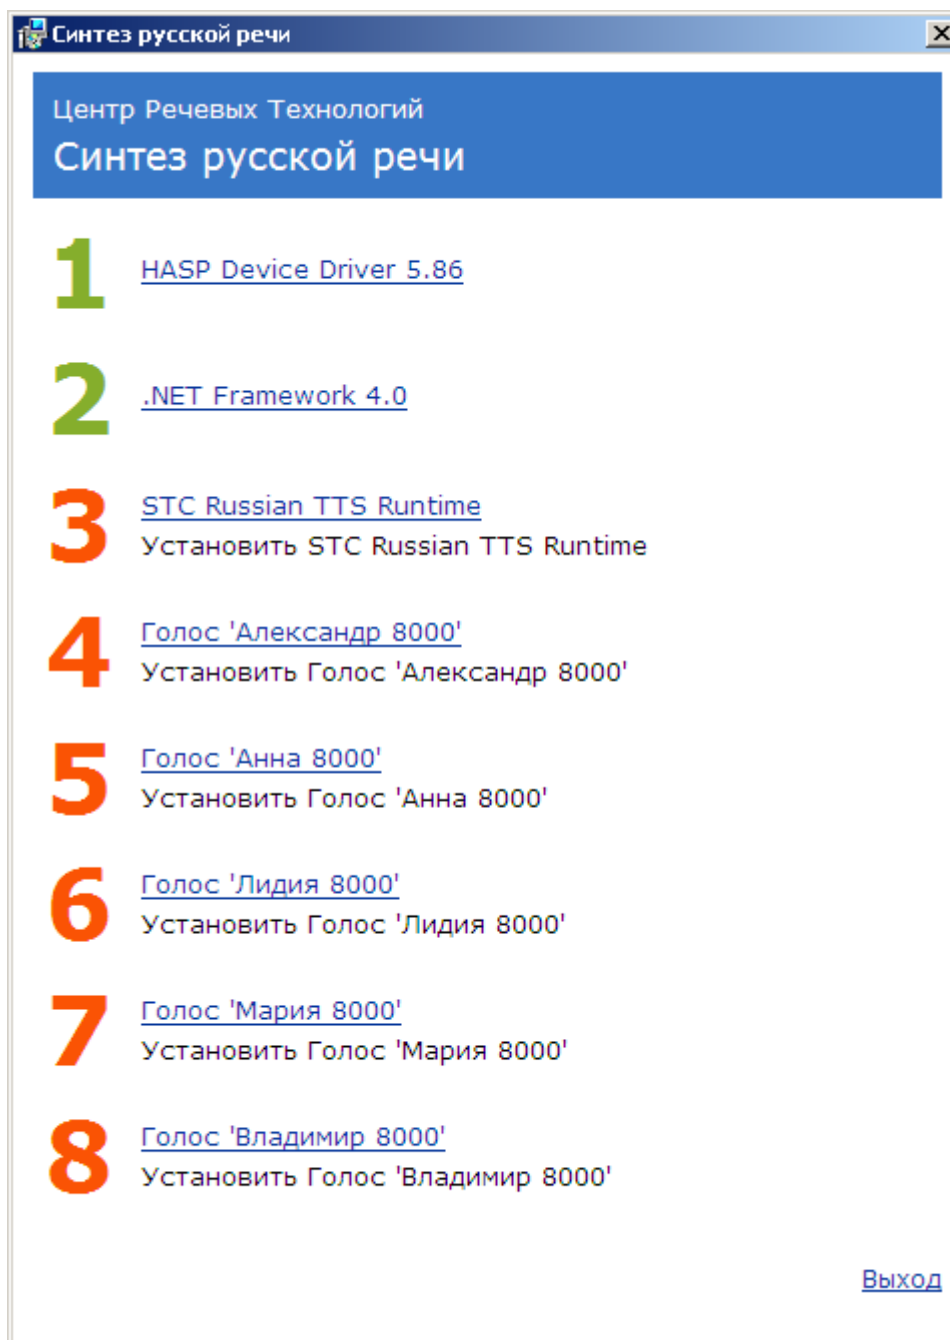 Синтез русской речи
Центр Речевых Технологий
Синтез русской речи
1
HASP Device Driver 5.86
2
.NET Framework 4.0
3
STC Russian TTS Runtime
Установить STC Russian TTS Runtime
4
Голос 'Александр 8000'
Установить Голос 'Александр 8000'
5
Голос 'Анна 8000'
Установить Голос 'Анна 8000'
6
Голос 'Лидия 8000'
Установить Голос 'Лидия 8000'
7
Голос 'Мария 8000'
Установить Голос 'Мария 8000'
8
Голос 'Владимир 8000'
Установить Голос 'Владимир 8000'
Выход